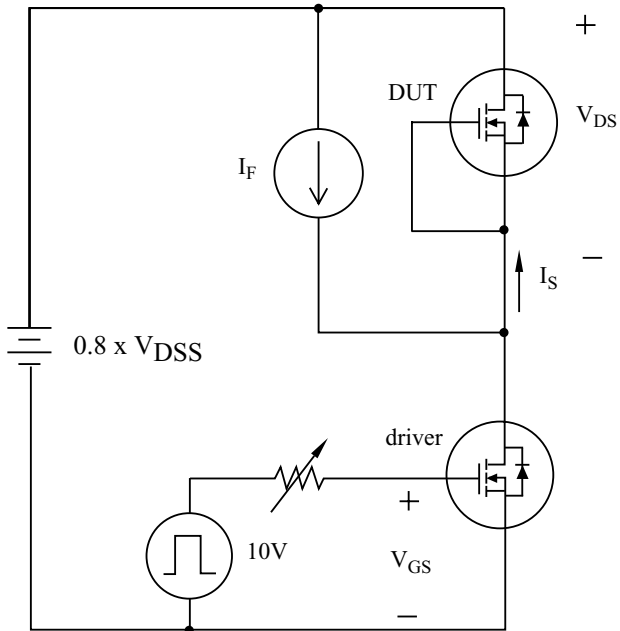 +
DUT
V_DS
I_F
−
I_S
0.8 x V_DSS
driver
+
10V
V_GS
−